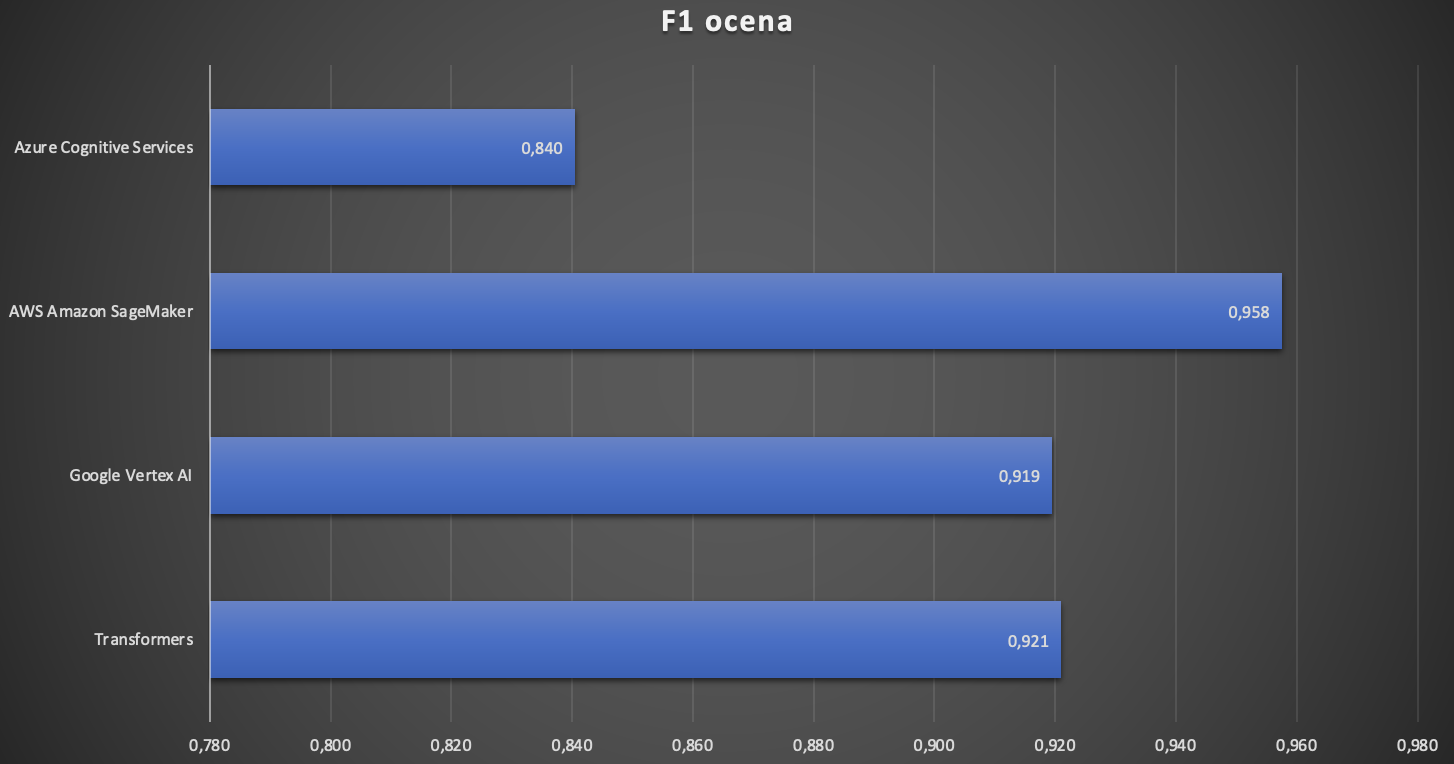 F1 ocena
Azure Cognitive Services
0,840
AWS Amazon SageMaker
0,958
Google Vertex AI
0,919
Transformers
0,921
0,780 0,800 0,820 0,840 0,860 0,880 0,900 0,920 0,940 0,960 0,980